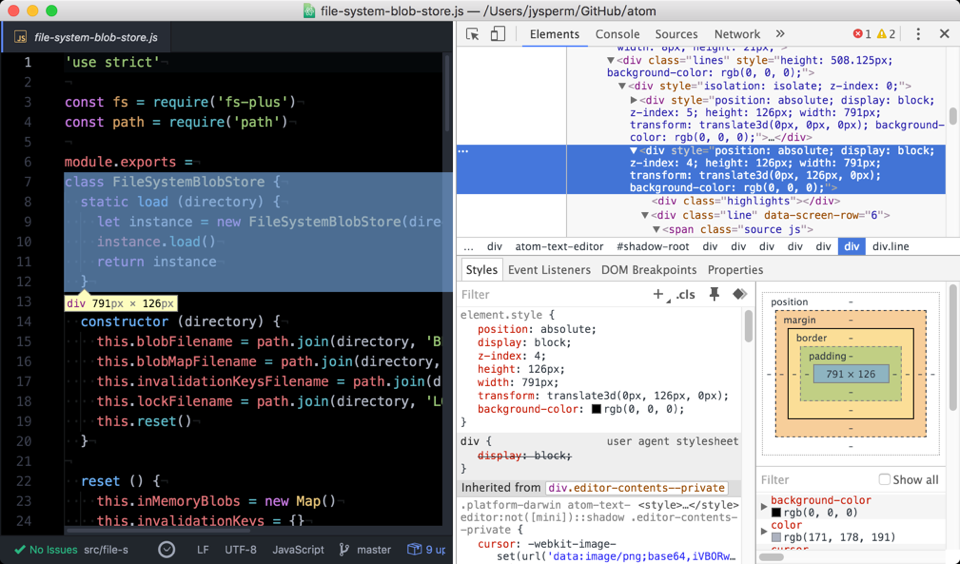 file-system-blob-store.js — /Users/jysperm/GitHub/atom
file-system-blob-store.js
1 'use strict'¬
2 ¬
3 const fs = require('fs-plus')¬
4 const path = require('path')¬
5 ¬
6 module.exports =¬
7 class FileSystemBlobStore {¬
8 static load (directory) {¬
9 let instance = new FileSystemBlobStore(dire
10 instance.load()¬
11 return instance¬
12 }¬
div 791px × 126px
13
14 constructor (directory) {¬
15 this.blobFilename = path.join(directory, 'B
16 this.blobMapFilename = path.join(directory,
17 this.invalidationKeysFilename = path.join(d
18 this.lockFilename = path.join(directory, 'L
19 this.reset()¬
20 }¬
21 ¬
22 reset () {¬
23 this.inMemoryBlobs = new Map()¬
24 this.invalidationKeys = {}¬
No Issues src/file-s LF UTF-8 JavaScript master 9 up
Elements Console Sources Network » 1 2
width: 8px; height: 21px;">
▼<div class="lines" style="height: 508.125px;
background-color: rgb(0, 0, 0);">
▼<div style="isolation: isolate; z-index: 0;">
▶<div style="position: absolute; display: block;
z-index: 5; height: 126px; width: 791px;
transform: translate3d(0px, 0px, 0px); background-
color: rgb(0, 0, 0);">…</div>
▼<div style="position: absolute; display: block;
z-index: 4; height: 126px; width: 791px;
transform: translate3d(0px, 126px, 0px);
background-color: rgb(0, 0, 0);">
<div class="highlights"></div>
▼<div class="line" data-screen-row="6">
▼<span class="source js">
... div atom-text-editor #shadow-root div div div div div div.line
Styles Event Listeners DOM Breakpoints Properties
Filter + .cls
element.style {
position: absolute;
display: block;
z-index: 4;
height: 126px;
width: 791px;
transform: translate3d(0px, 126px, 0px);
background-color: rgb(0, 0, 0);
}
div { user agent stylesheet
display: block;
}
Inherited from div.editor-contents--private
.platform-darwin atom-text- <style>…</style>
editor:not([mini])::shadow .editor-contents-
-private {
cursor: -webkit-image-
set(url('data:image/png;base64,iVBORw…
position -
margin -
border -
padding -
- - - - 791 × 126 - - - -
-
-
-
-
Filter Show all
▶ background-color
rgb(0, 0, 0)
▶ color
rgb(171, 178, 191)